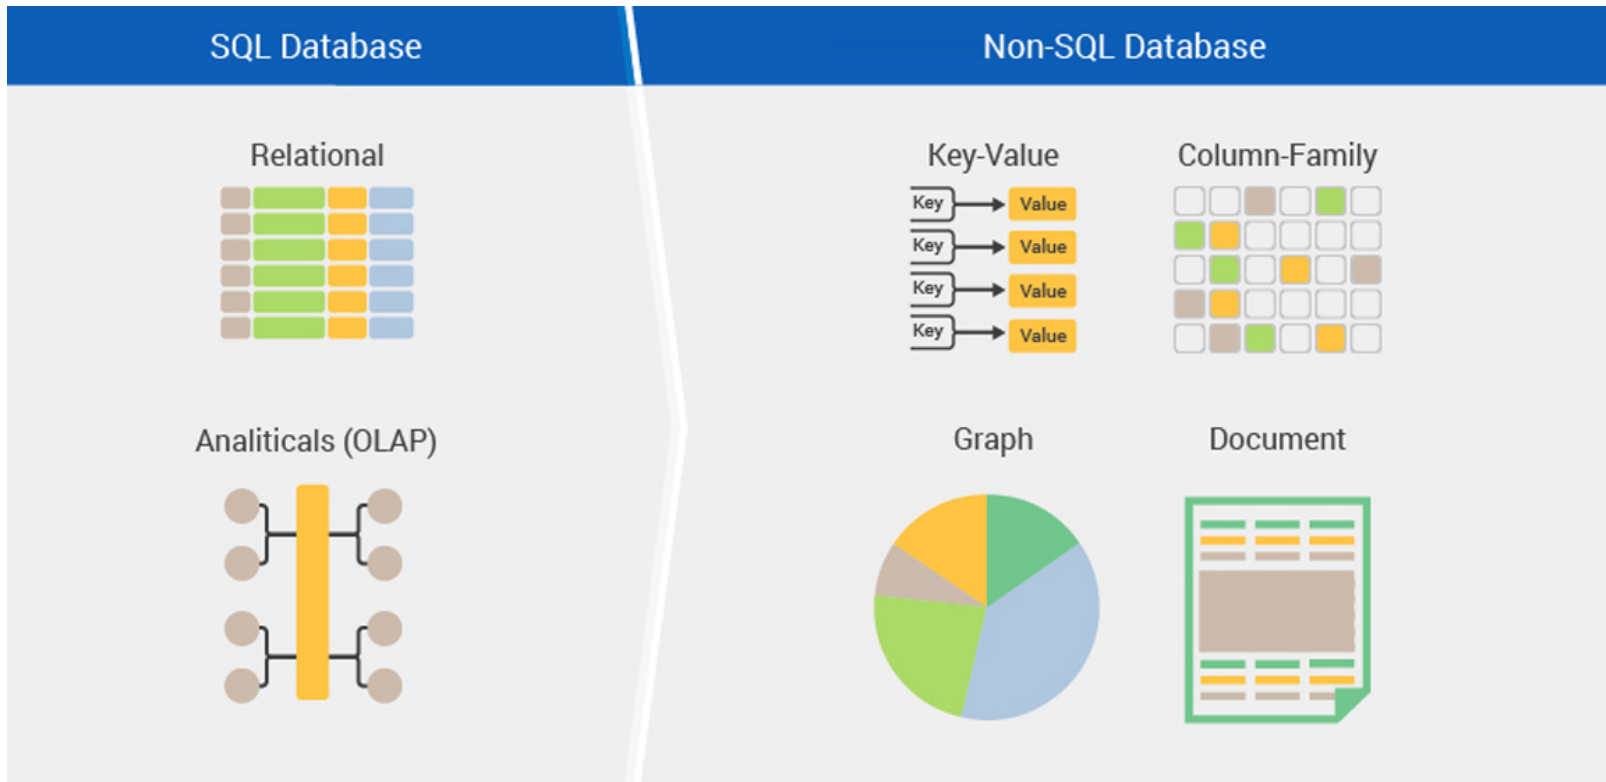 SQL Database
Non-SQL Database
Relational
Key-Value
Column-Family
Key
Value
Key
Value
Key
Value
Key
Value
Analiticals (OLAP)
Graph
Document